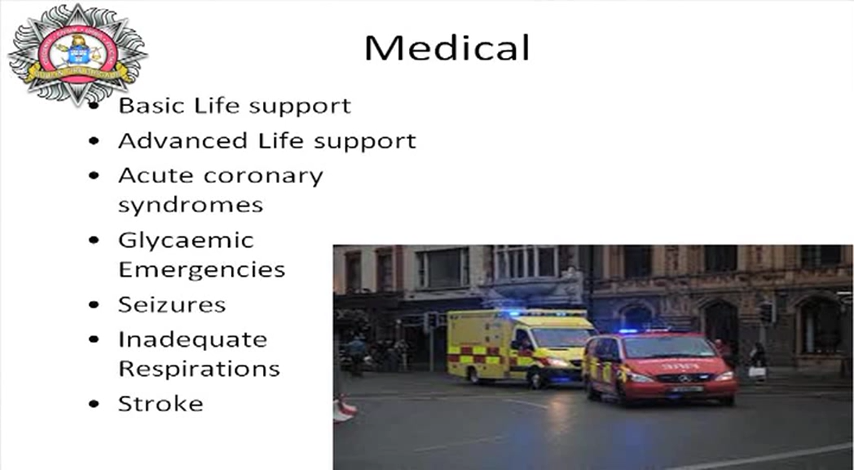 Medical
• Basic Life support
• Advanced Life support
• Acute coronary
syndromes
• Glycaemic
Emergencies
• Seizures
• Inadequate
Respirations
• Stroke